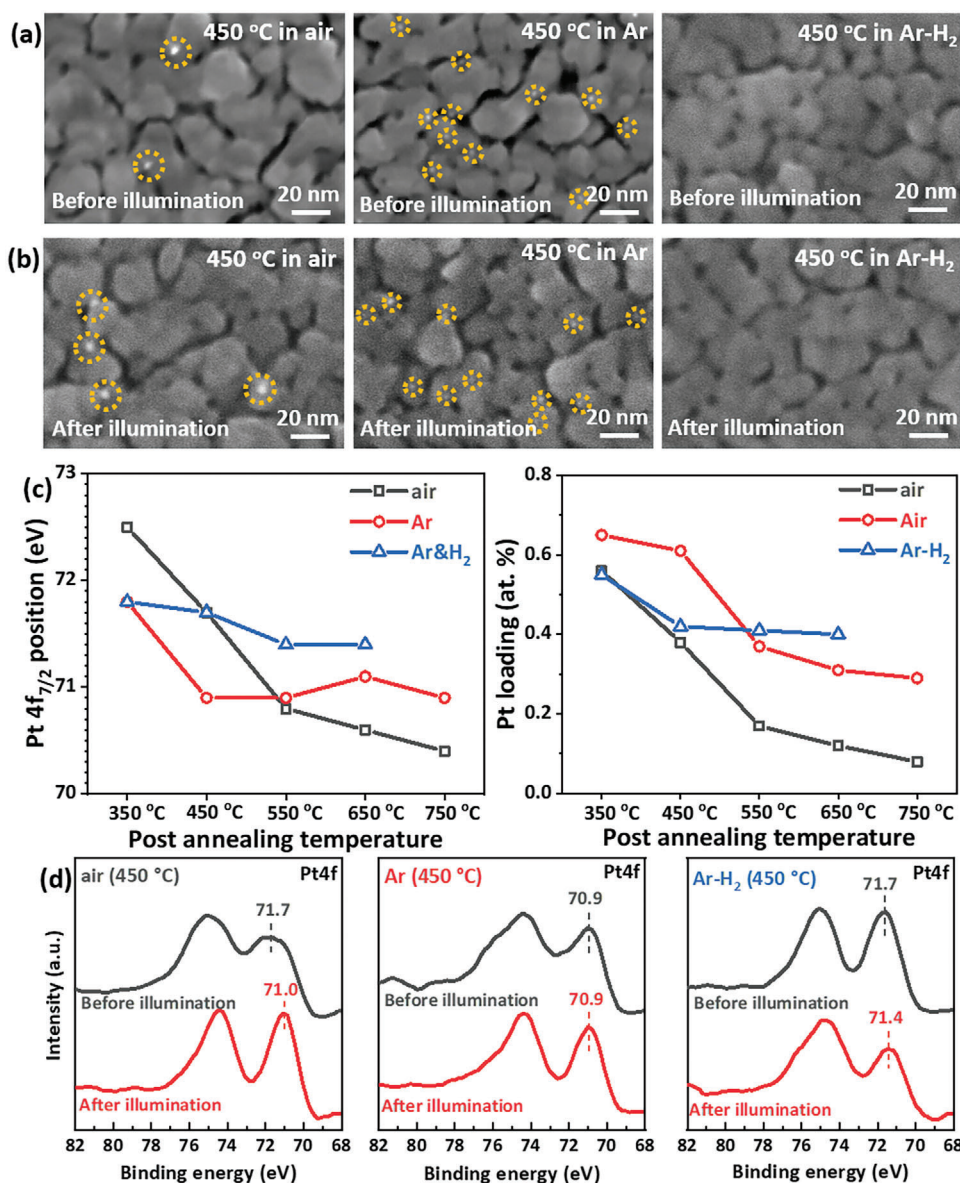 (a)
450 °C in air
Before illumination
20 nm
450 °C in Ar
Before illumination
20 nm
450 °C in Ar-H₂
Before illumination
20 nm
(b)
450 °C in air
After illumination
20 nm
450 °C in Ar
After illumination
20 nm
450 °C in Ar-H₂
After illumination
20 nm
(c)
Pt 4f7/2 position (eV)
73
72
71
70
air
Ar
Ar&H₂
350 °C
450 °C
550 °C
650 °C
750 °C
Post annealing temperature
Pt loading (at. %)
0.8
0.6
0.4
0.2
0.0
air
Air
Ar-H₂
350 °C
450 °C
550 °C
650 °C
750 °C
Post annealing temperature
(d)
Intensity (a.u.)
air (450 °C)
Pt4f
71.7
Before illumination
71.0
After illumination
82 80 78 76 74 72 70 68
Binding energy (eV)
Ar (450 °C)
Pt4f
70.9
Before illumination
70.9
After illumination
82 80 78 76 74 72 70 68
Binding energy (eV)
Ar-H₂ (450 °C)
Pt4f
71.7
Before illumination
71.4
After illumination
82 80 78 76 74 72 70 68
Binding energy (eV)